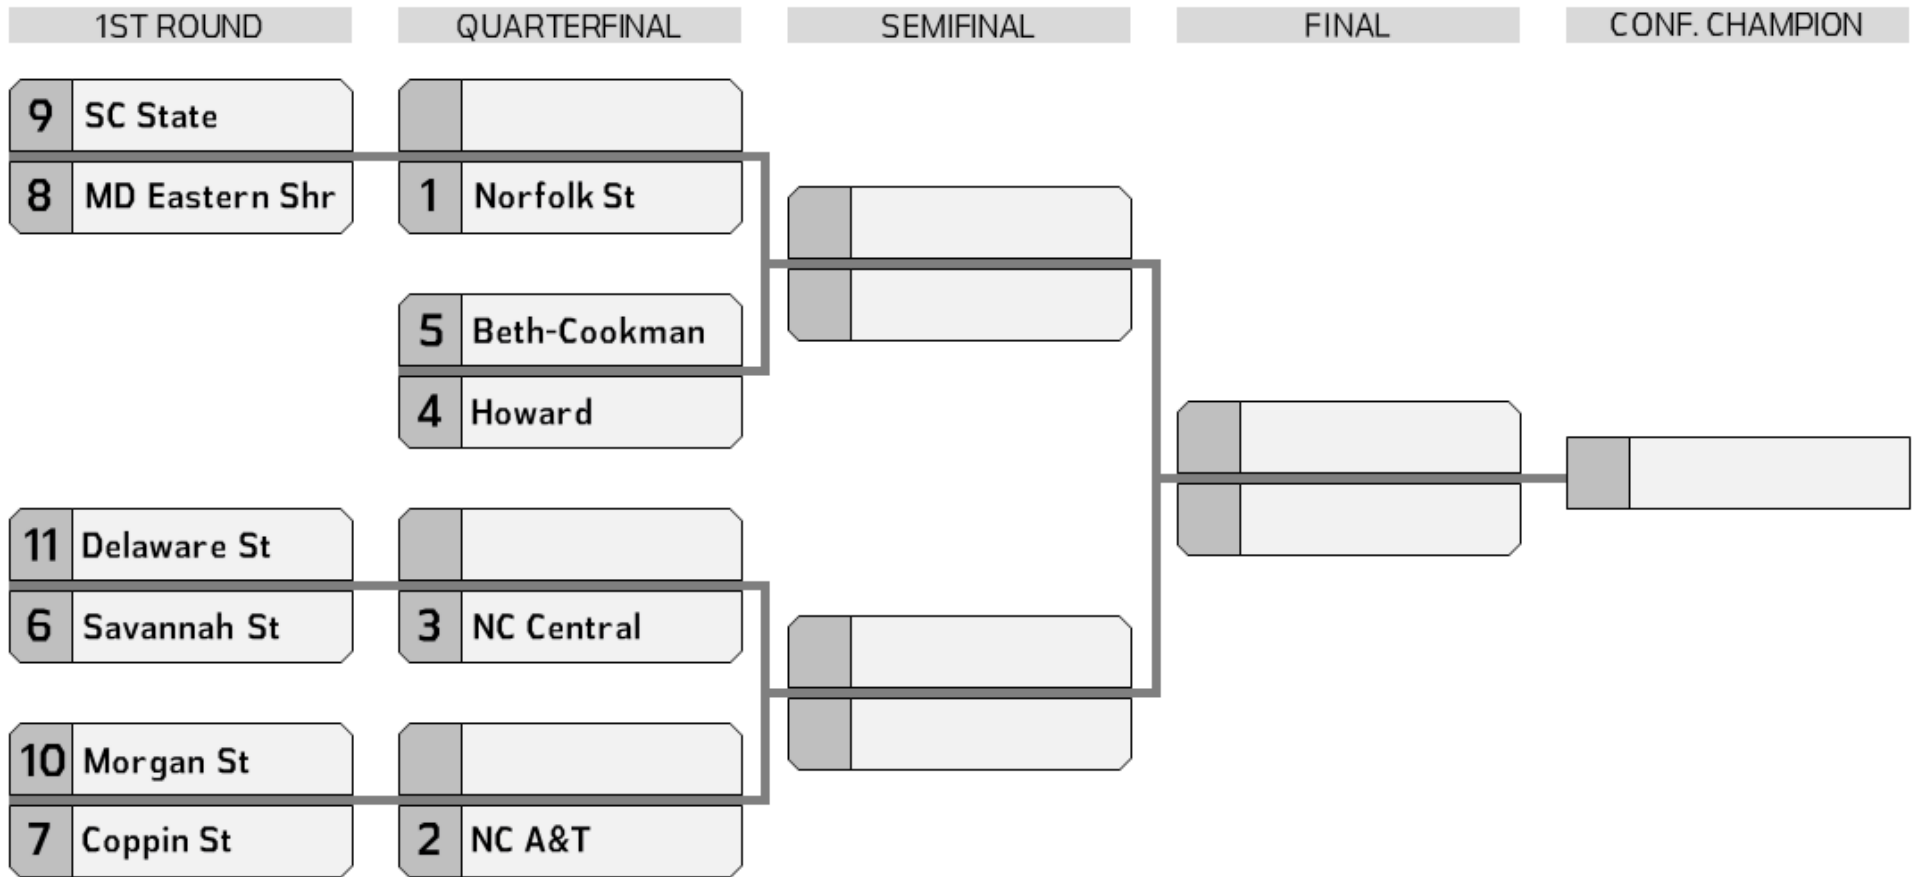 1ST ROUND
QUARTERFINAL
SEMIFINAL
FINAL
CONF. CHAMPION
9 SC State
8 MD Eastern Shr
1 Norfolk St
5 Beth-Cookman
4 Howard
11 Delaware St
6 Savannah St
3 NC Central
10 Morgan St
7 Coppin St
2 NC A&T